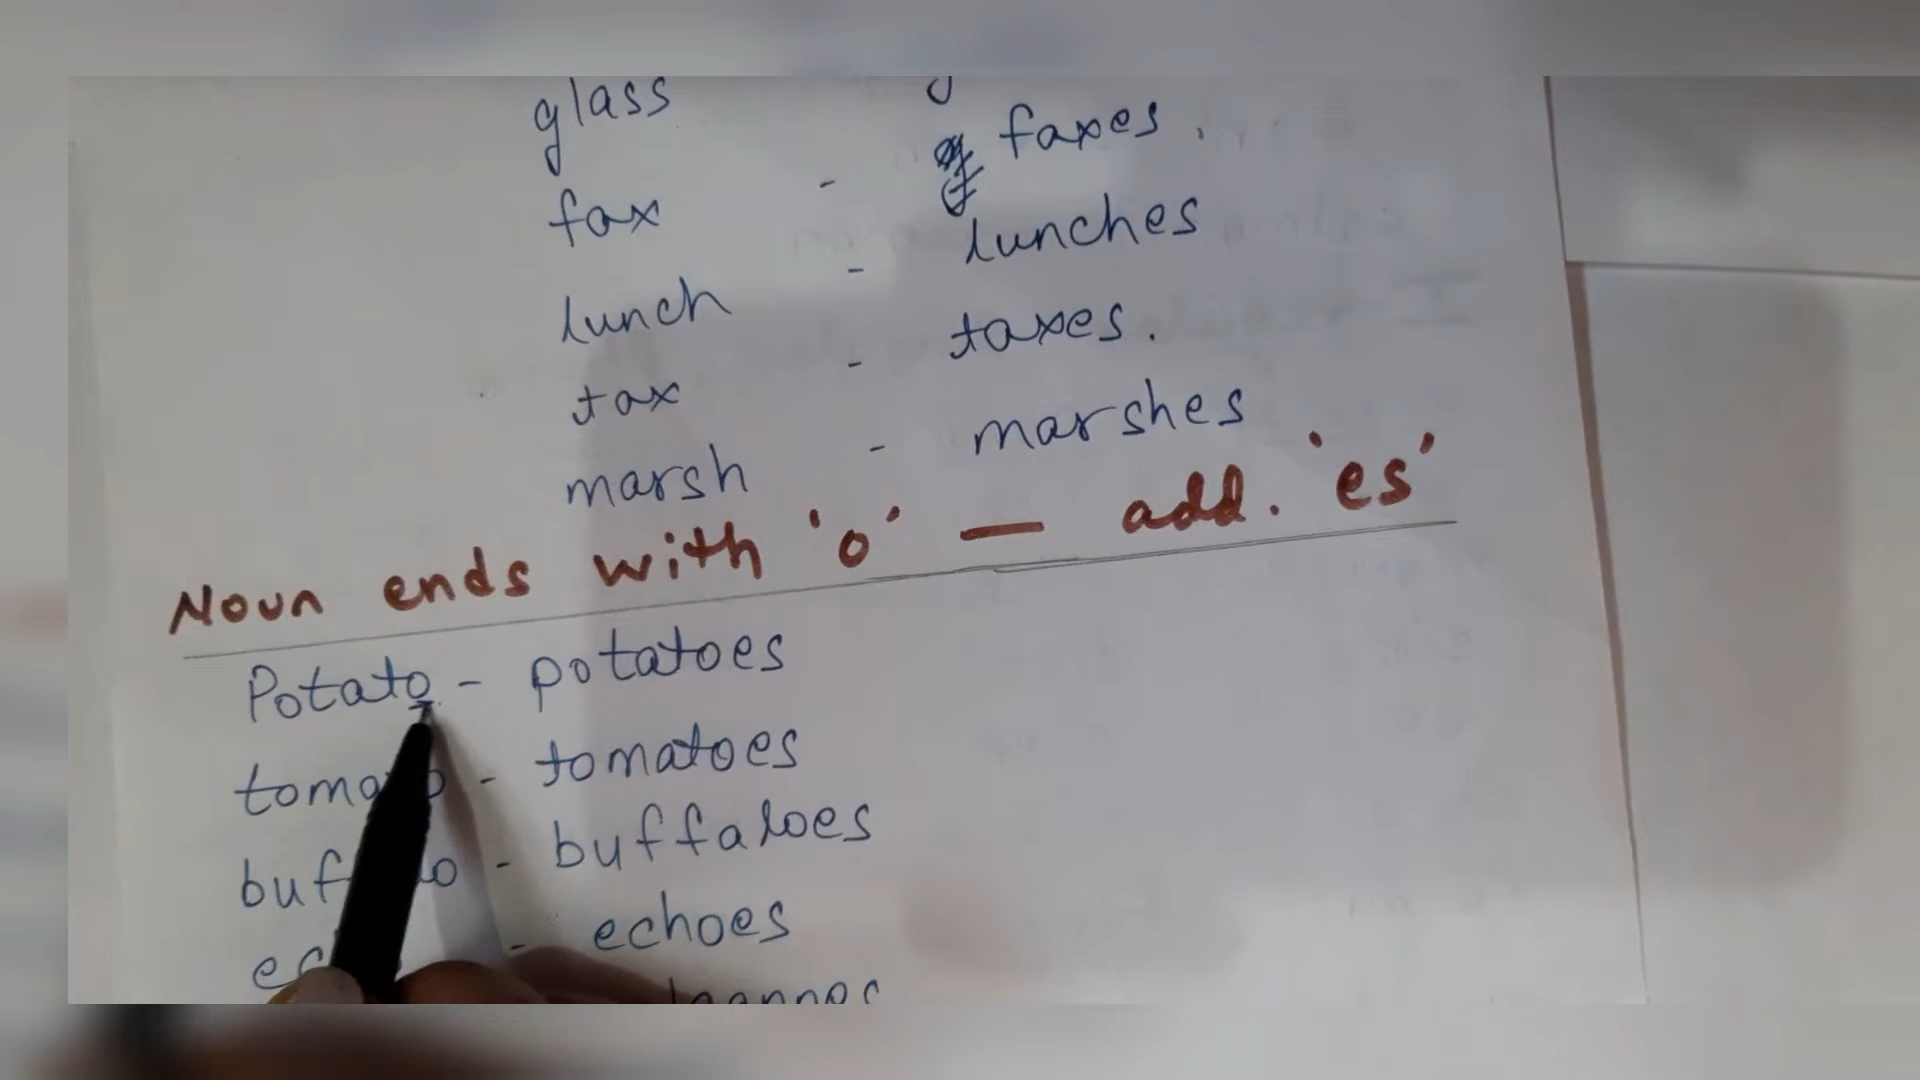 glass
fax - faxes.
lunch - lunches
tax - taxes.
marsh - marshes
Noun ends with 'o' — add. 'es'
Potato - potatoes
- tomatoes
- buffaloes
- echoes